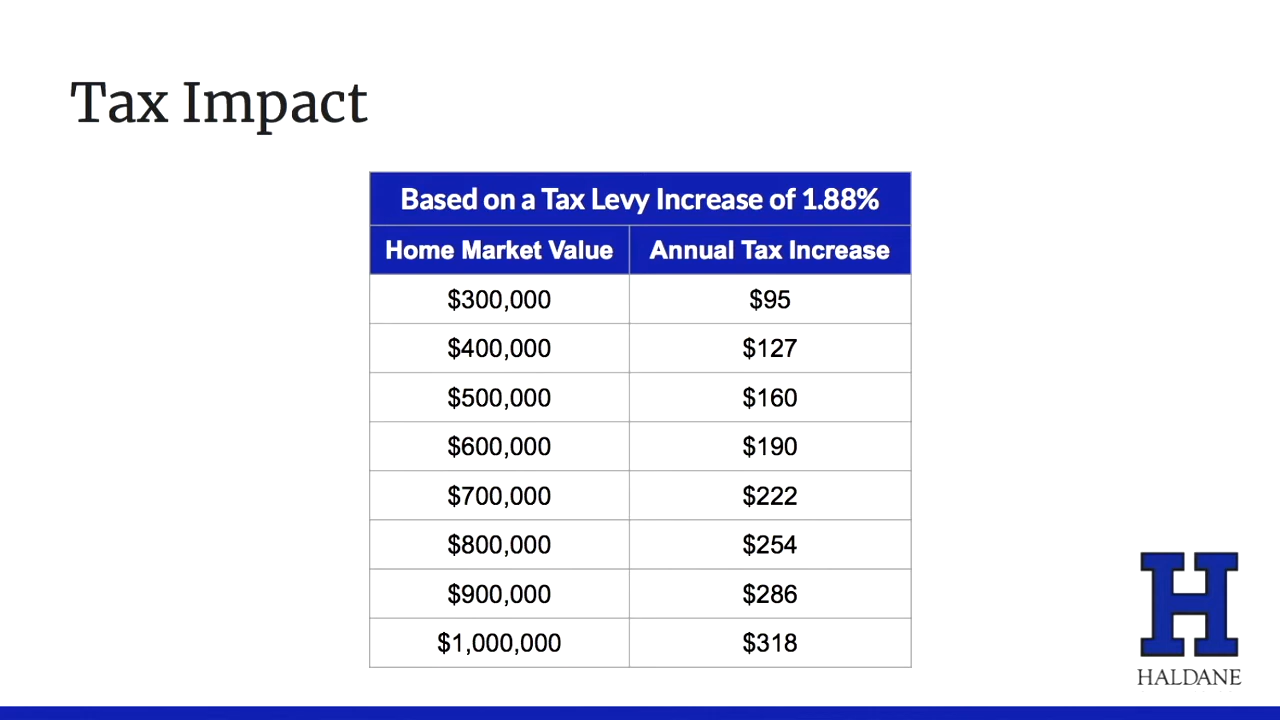 Tax Impact
Based on a Tax Levy Increase of 1.88%
Home Market Value Annual Tax Increase
$300,000 $95
$400,000 $127
$500,000 $160
$600,000 $190
$700,000 $222
$800,000 $254
$900,000 $286
$1,000,000 $318
H
HALDANE